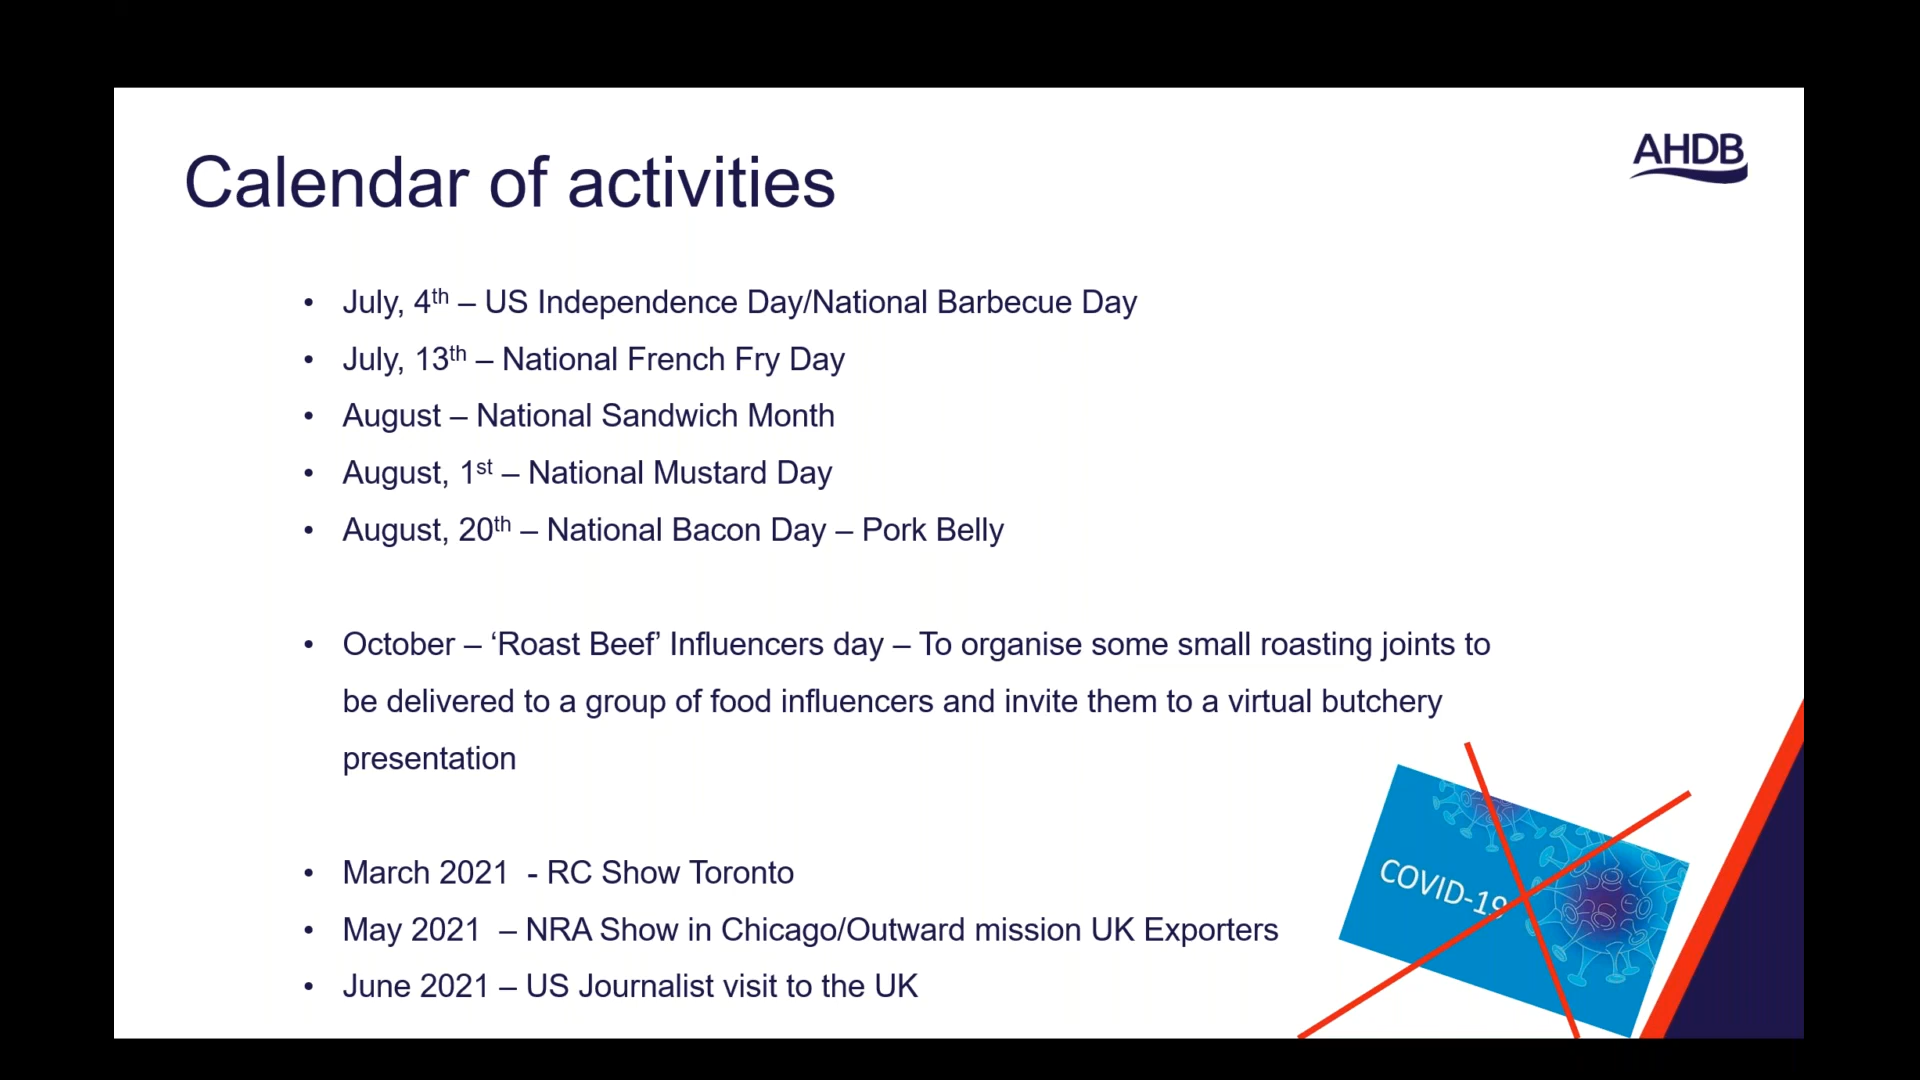 AHDB
Calendar of activities
• July, 4th – US Independence Day/National Barbecue Day
• July, 13th – National French Fry Day
• August – National Sandwich Month
• August, 1st – National Mustard Day
• August, 20th – National Bacon Day – Pork Belly
• October – ‘Roast Beef’ Influencers day – To organise some small roasting joints to
be delivered to a group of food influencers and invite them to a virtual butchery
presentation
• March 2021 - RC Show Toronto
• May 2021 – NRA Show in Chicago/Outward mission UK Exporters
• June 2021 – US Journalist visit to the UK
COVID-19